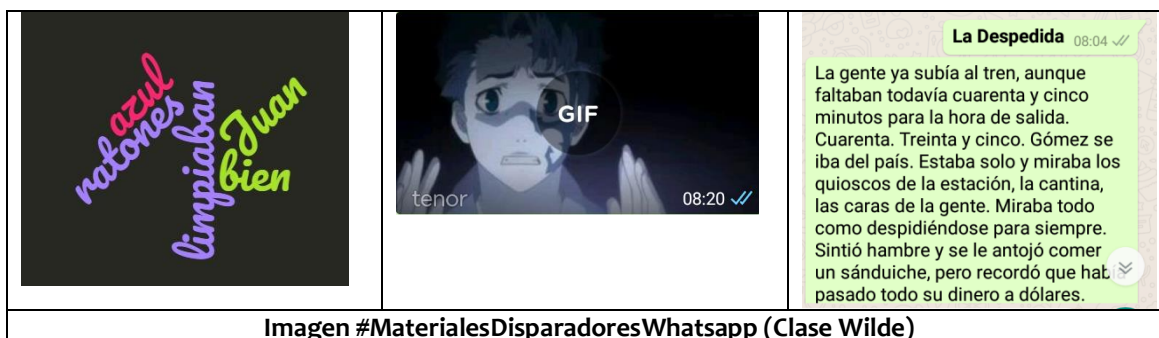 azul
ratones
limpiaban
Juan
bien
GIF
tenor
08:20
La Despedida 08:04
La gente ya subía al tren, aunque
faltaban todavía cuarenta y cinco
minutos para la hora de salida.
Cuarenta. Treinta y cinco. Gómez se
iba del país. Estaba solo y miraba los
quioscos de la estación, la cantina,
las caras de la gente. Miraba todo
como despidiéndose para siempre.
Sintió hambre y se le antojó comer
un sánduiche, pero recordó que había
pasado todo su dinero a dólares.
Imagen #MaterialesDisparadoresWhatsapp (Clase Wilde)